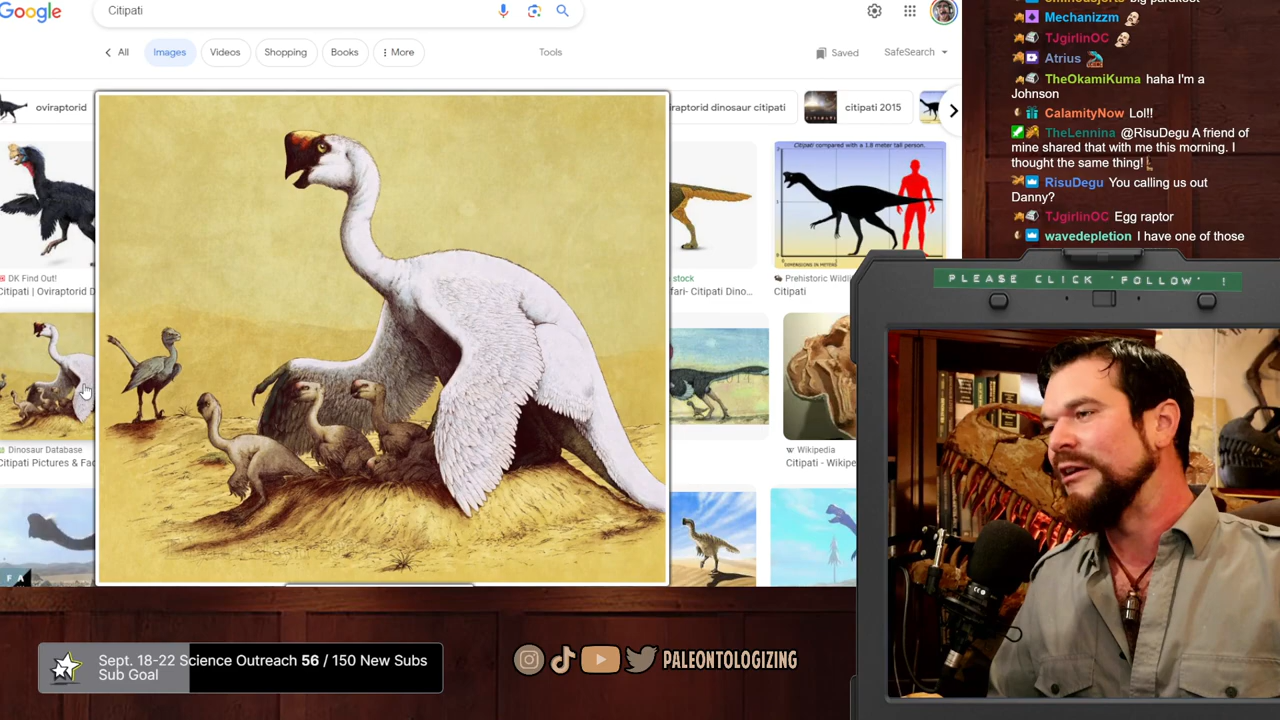 Google
Citipati
All
Images
Videos
Shopping
Books
More
Tools
Saved
SafeSearch
oviraptorid
raptorid dinosaur citipati
citipati 2015
Citipati compared with a 1.8 meter tall person.
DIMENSIONS IN METERS
DK Find Out!
Citipati | Oviraptorid D
stock
fari- Citipati Dino...
Prehistoric Wildli
Citipati
Dinosaur Database
Citipati Pictures & Fac
Wikipedia
Citipati - Wikipe
FA
Mechanizzm
TJgirlinOC
Atrius
TheOkamiKuma haha I'm a
Johnson
CalamityNow Lol!!
TheLennina @RisuDegu A friend of
mine shared that with me this morning. I
thought the same thing!
RisuDegu You calling us out
Danny?
TJgirlinOC Egg raptor
wavedepletion I have one of those
PLEASE CLICK 'FOLLOW' !
Sept. 18-22 Science Outreach 56 / 150 New Subs
Sub Goal
PALEONTOLOGIZING